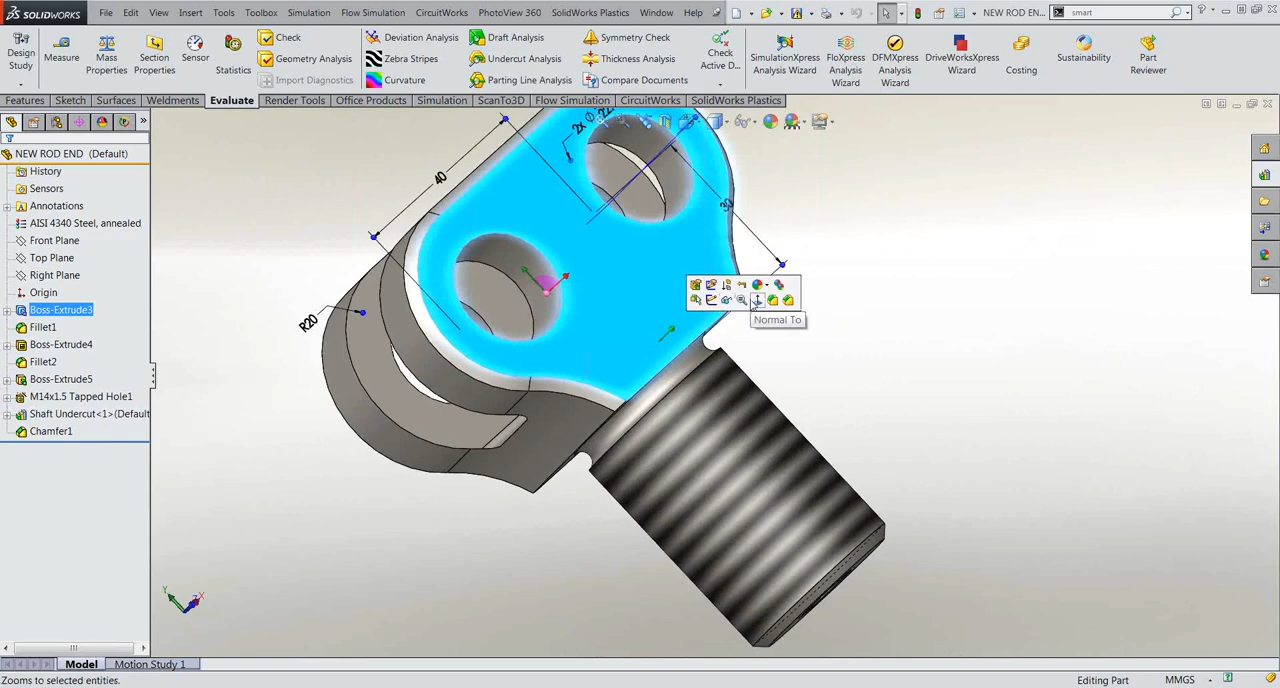 SOLIDWORKS File Edit View Insert Tools Simulation Flow Simulation CircuitWorks PhotoView 360 SolidWorks Plastics Window Help NEW ROD EN... smart
Design Study
Measure
Mass Properties
Section Properties
Sensor
Statistics
Check
Geometry Analysis
Import Diagnostics
Deviation Analysis
Zebra Stripes
Curvature
Draft Analysis
Undercut Analysis
Parting Line Analysis
Symmetry Check
Thickness Analysis
Compare Documents
Check Active D...
SimulationXpress Analysis Wizard
FloXpress Analysis Wizard
DFMXpress Analysis Wizard
DriveWorksXpress Wizard
Costing
Sustainability
Part Reviewer
Features Sketch Surfaces Weldments Evaluate Render Tools Office Products Simulation ScanTo3D Flow Simulation CircuitWorks SolidWorks Plastics
NEW ROD END (Default)
History
Sensors
Annotations
AISI 4340 Steel, annealed
Front Plane
Top Plane
Right Plane
Origin
Boss-Extrude3
Fillet1
Boss-Extrude4
Fillet2
Boss-Extrude5
M14x1.5 Tapped Hole1
Shaft Undercut<1>(Default
Chamfer1
40
2x
30
R20
Normal To
Y
X
Model Motion Study 1
Zooms to selected entities. Editing Part MMGS